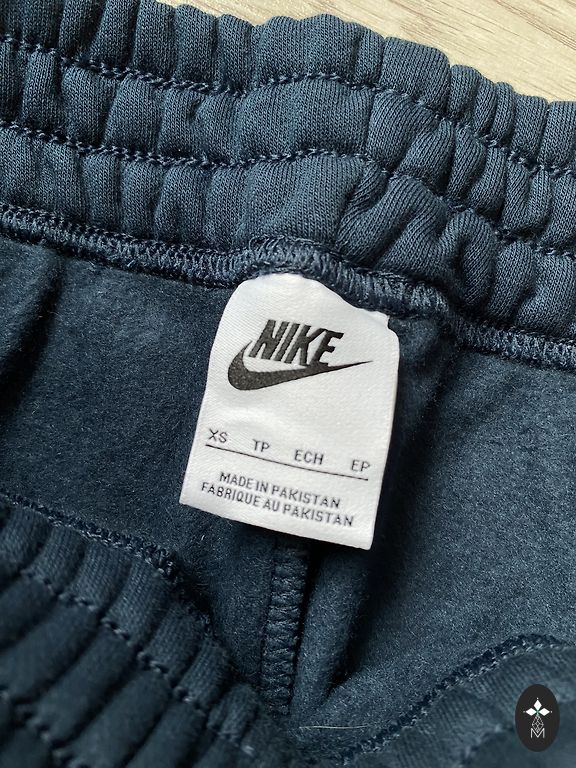 NIKE
XS TP ECH EP
MADE IN PAKISTAN
FABRIQUE AU PAKISTAN
M